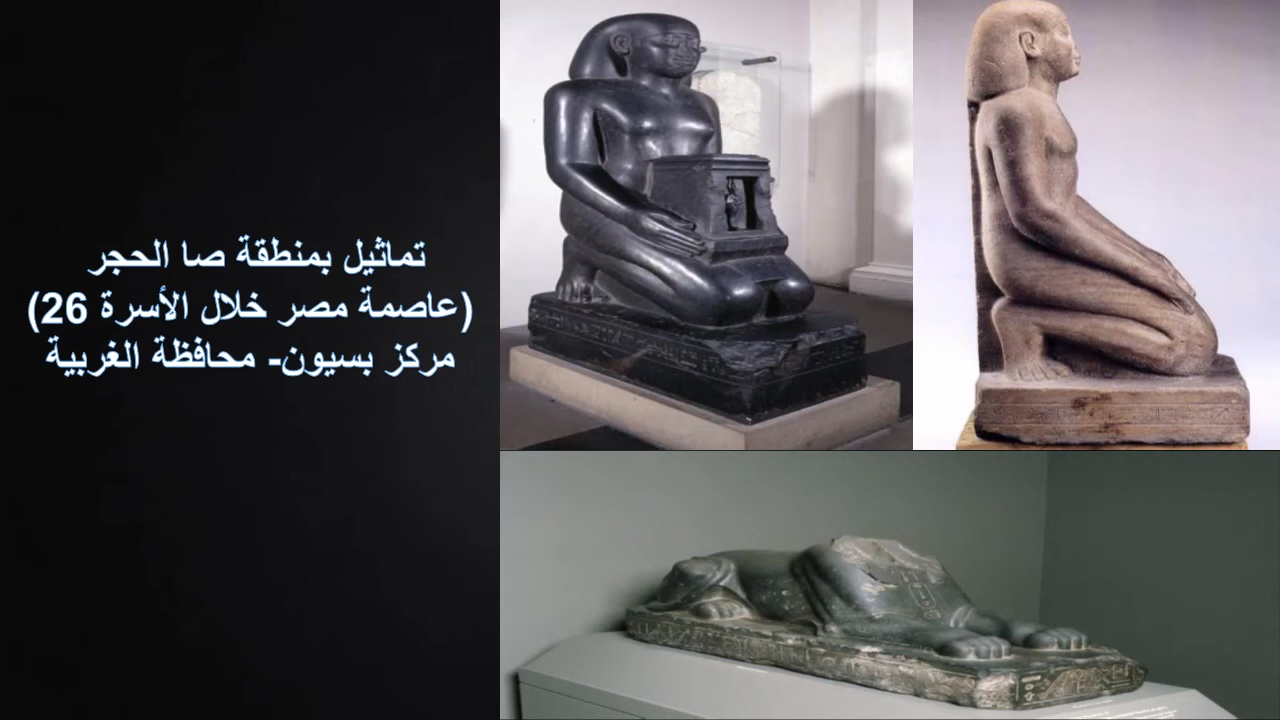 تماثيل بمنطقة صا الحجر
(عاصمة مصر خلال الأسرة 26)
مركز بسيون- محافظة الغربية